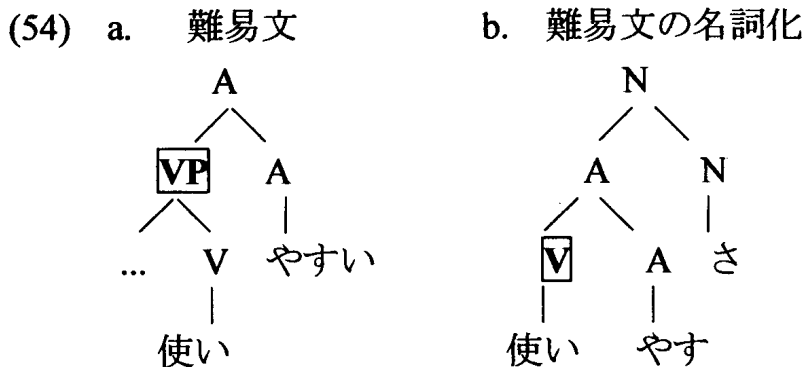 (54) a. 難易文 b. 難易文の名詞化
A N
VP A A N
... V やすい V A さ
使い 使い やす